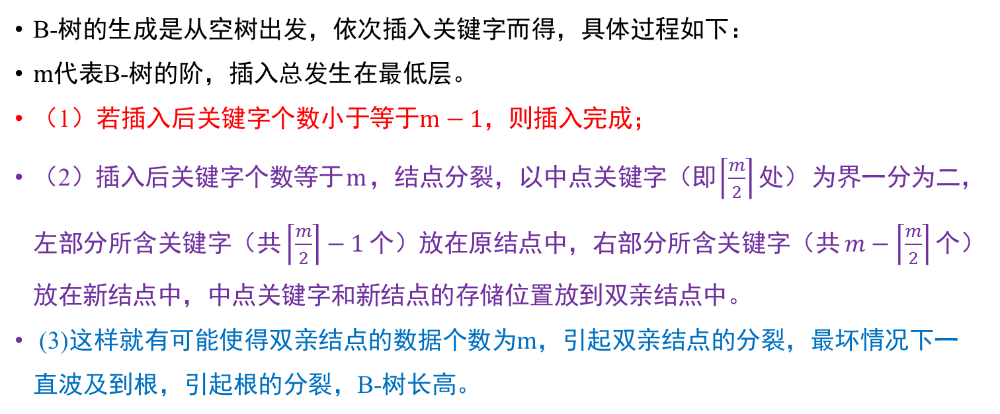 • B-树的生成是从空树出发，依次插入关键字而得，具体过程如下：
• m代表B-树的阶，插入总发生在最低层。
• （1）若插入后关键字个数小于等于m − 1，则插入完成；
• （2）插入后关键字个数等于m，结点分裂，以中点关键字（即⌈m/2⌉处）为界一分为二，
左部分所含关键字（共⌈m/2⌉ − 1 个）放在原结点中，右部分所含关键字（共 m − ⌈m/2⌉ 个）
放在新结点中，中点关键字和新结点的存储位置放到双亲结点中。
• (3)这样就有可能使得双亲结点的数据个数为m，引起双亲结点的分裂，最坏情况下一
直波及到根，引起根的分裂，B-树长高。